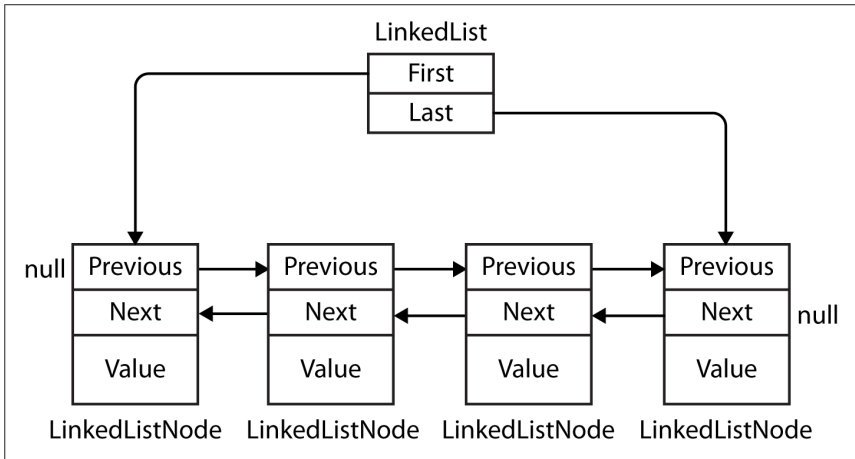 LinkedList
First
Last
null
Previous
Previous
Previous
Previous
Next
Next
Next
Next
null
Value
Value
Value
Value
LinkedListNode
LinkedListNode
LinkedListNode
LinkedListNode